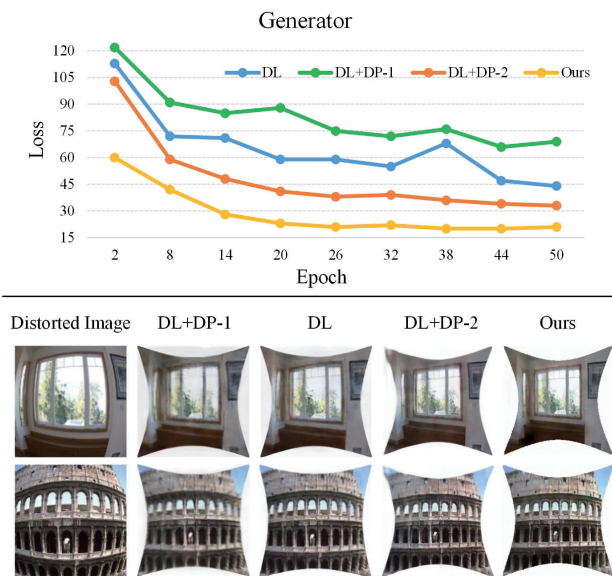 Generator
120
105
90
75
60
45
30
15
Loss
DL DL+DP-1 DL+DP-2 Ours
2 8 14 20 26 32 38 44 50
Epoch
Distorted Image DL+DP-1 DL DL+DP-2 Ours